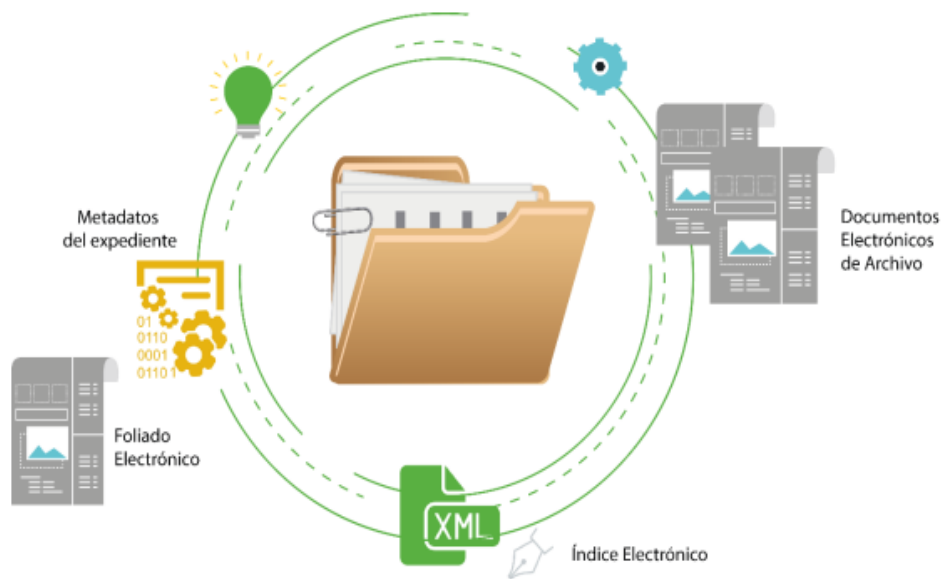 Metadatos
del expediente
01
0110
0001
01101
Foliado
Electrónico
Documentos
Electrónicos
de Archivo
XML
Índice Electrónico